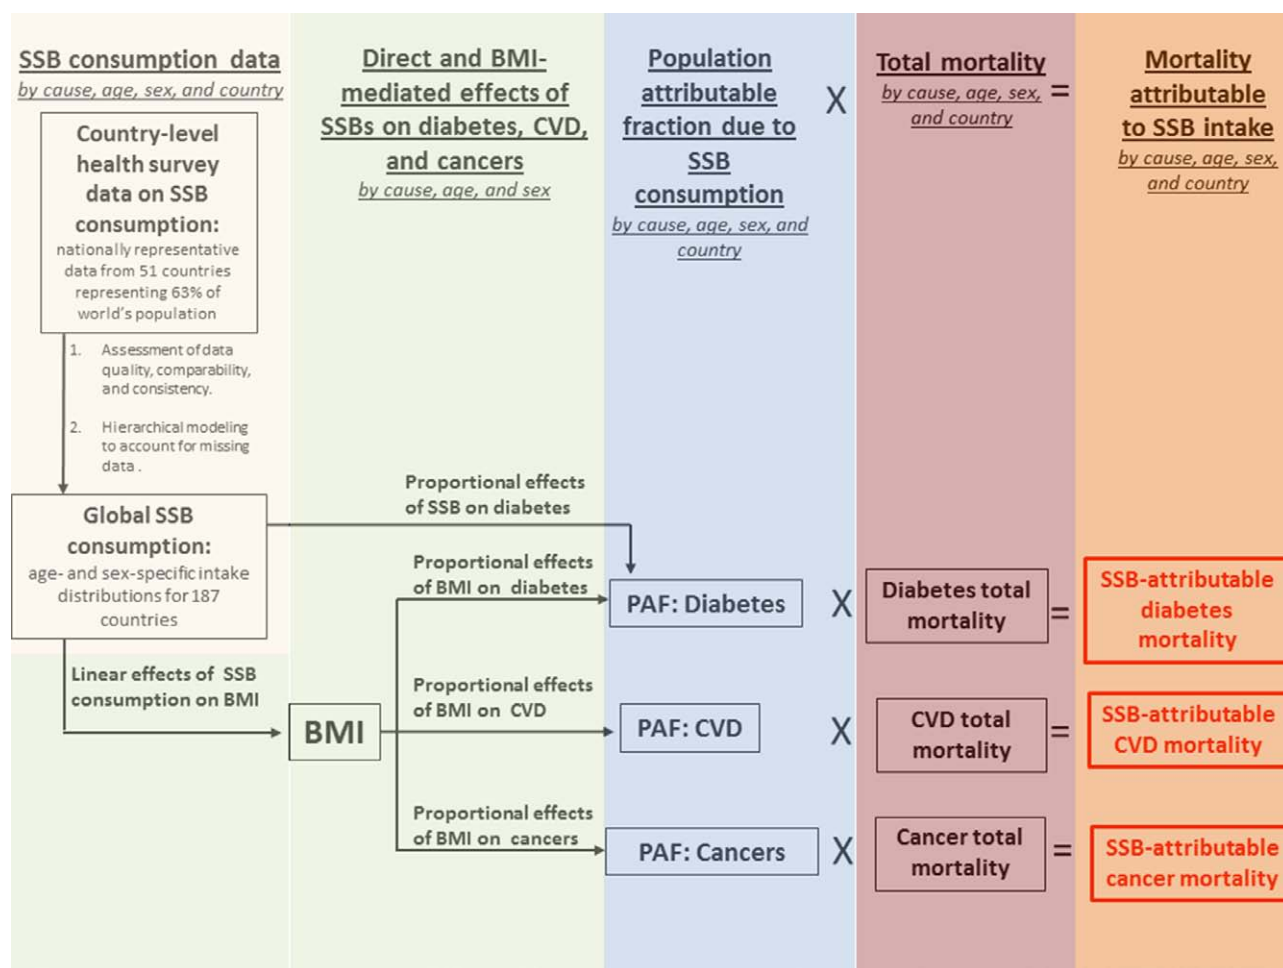 SSB consumption data
by cause, age, sex, and country
Country-level
health survey
data on SSB
consumption:
nationally representative
data from 51 countries
representing 63% of
world's population
1. Assessment of data
quality, comparability,
and consistency.
2. Hierarchical modeling
to account for missing
data .
Global SSB
consumption:
age- and sex-specific intake
distributions for 187
countries
Linear effects of SSB
consumption on BMI
Direct and BMI-
mediated effects of
SSBs on diabetes, CVD,
and cancers
by cause, age, and sex
Proportional effects
of SSB on diabetes
Proportional effects
of BMI on diabetes
BMI
Proportional effects
of BMI on CVD
Proportional effects
of BMI on cancers
Population
attributable
fraction due to
SSB
consumption
by cause, age, sex, and
country
X
PAF: Diabetes
X
PAF: CVD
X
PAF: Cancers
X
Total mortality
by cause, age, sex,
and country
=
Diabetes total
mortality
=
CVD total
mortality
=
Cancer total
mortality
=
Mortality
attributable
to SSB intake
by cause, age, sex,
and country
SSB-attributable
diabetes
mortality
SSB-attributable
CVD mortality
SSB-attributable
cancer mortality